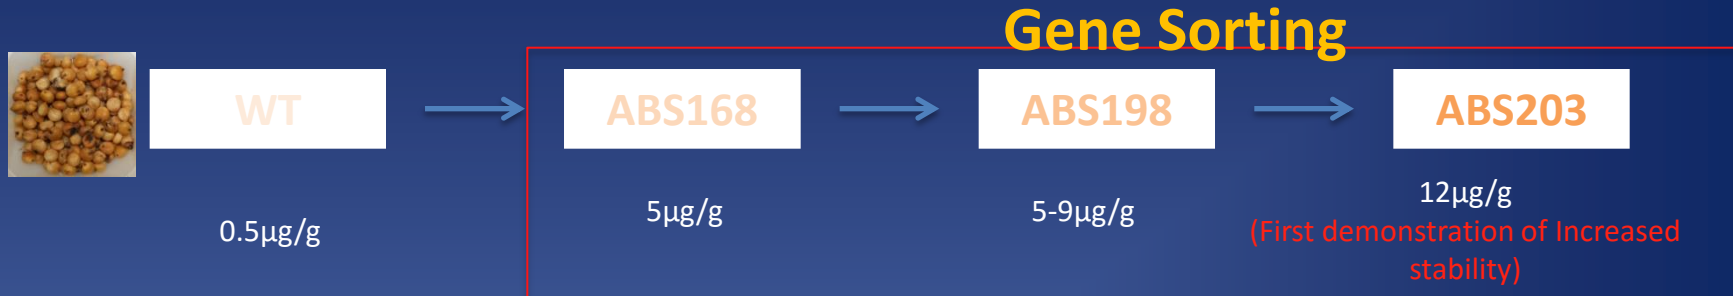 Gene Sorting
WT
ABS168
ABS198
ABS203
0.5µg/g
5µg/g
5-9µg/g
12µg/g
(First demonstration of Increased
stability)